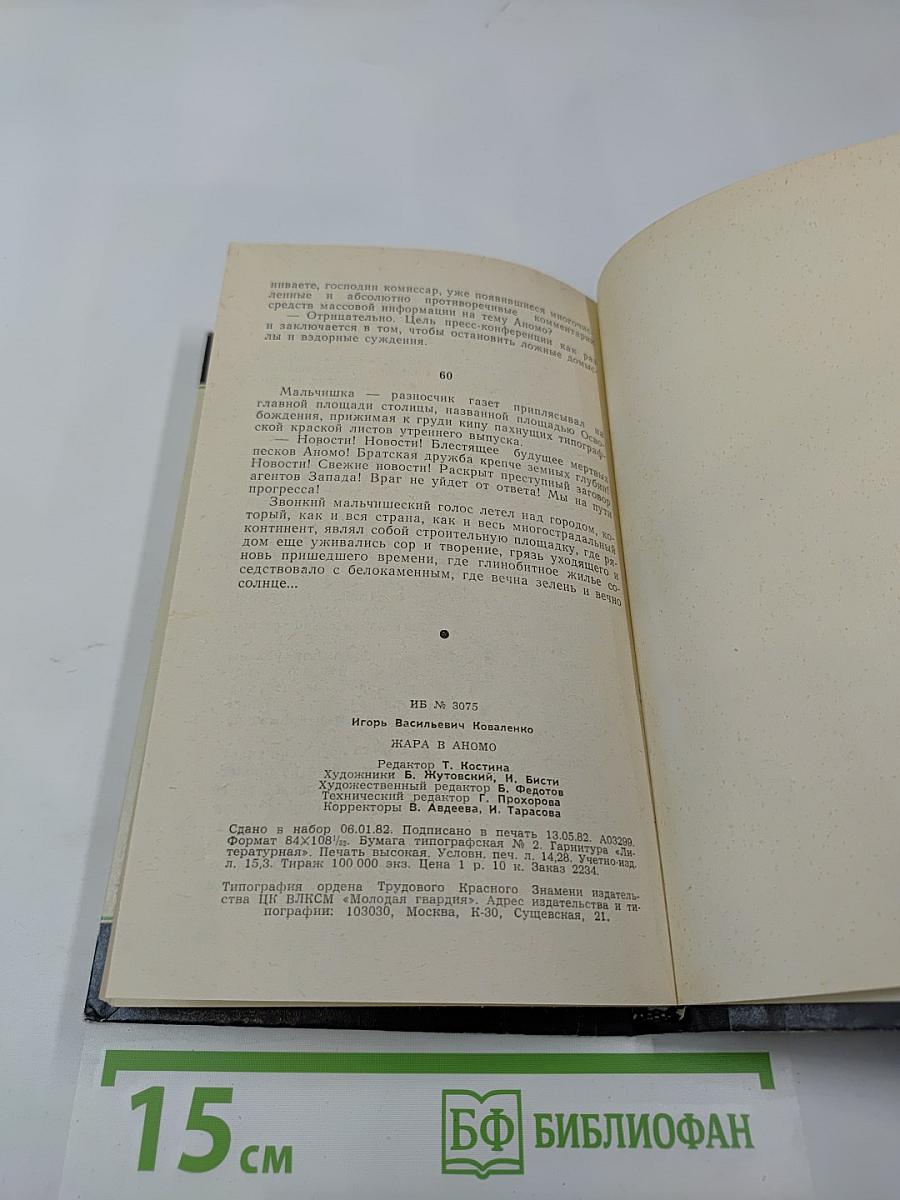 ниваете, господин комиссар, уже появившиеся многочис-
ленные и абсолютно противоречивые комментарии
средств массовой информации на тему Аномо?
— Отрицательно. Цель пресс-конференции как раз
и заключается в том, чтобы остановить ложные домыс-
лы и вздорные суждения.
60
Мальчишка — разносчик газет приплясывал на
главной площади столицы, названной площадью Осво-
бождения, прижимая к груди кипу пахнущих типограф-
ской краской листов утреннего выпуска.
— Новости! Новости! Блестящее будущее мертвых
песков Аномо! Братская дружба крепче земных глубин!
Новости! Свежие новости! Раскрыт преступный заговор
агентов Запада! Враг не уйдет от ответа! Мы на пути
прогресса!
Звонкий мальчишеский голос летел над городом, ко-
торый, как и вся страна, как и весь многострадальный
континент, являл собой строительную площадку, где ря-
дом еще уживались сор и творение, грязь уходящего и
новь пришедшего времени, где глинобитное жилье со-
седствовало с белокаменным, где вечна зелень и вечно
солнце...
ИБ № 3075
Игорь Васильевич Коваленко
ЖАРА В АНОМО
Редактор Т. Костина
Художники Б. Жутовский, И. Бисти
Художественный редактор Б. Федотов
Технический редактор Г. Прохорова
Корректоры В. Авдеева, И. Тарасова
Сдано в набор 06.01.82. Подписано в печать 13.05.82. А03299.
Формат 84×108¹/₃₂. Бумага типографская № 2. Гарнитура «Ли-
тературная». Печать высокая. Условн. печ. л. 14,28. Учетно-изд.
л. 15,3. Тираж 100 000 экз. Цена 1 р. 10 к. Заказ 2234.
Типография ордена Трудового Красного Знамени издатель-
ства ЦК ВЛКСМ «Молодая гвардия». Адрес издательства и ти-
пографии: 103030, Москва, К-30, Сущевская, 21.
15 см
БФ БИБЛИОФАН